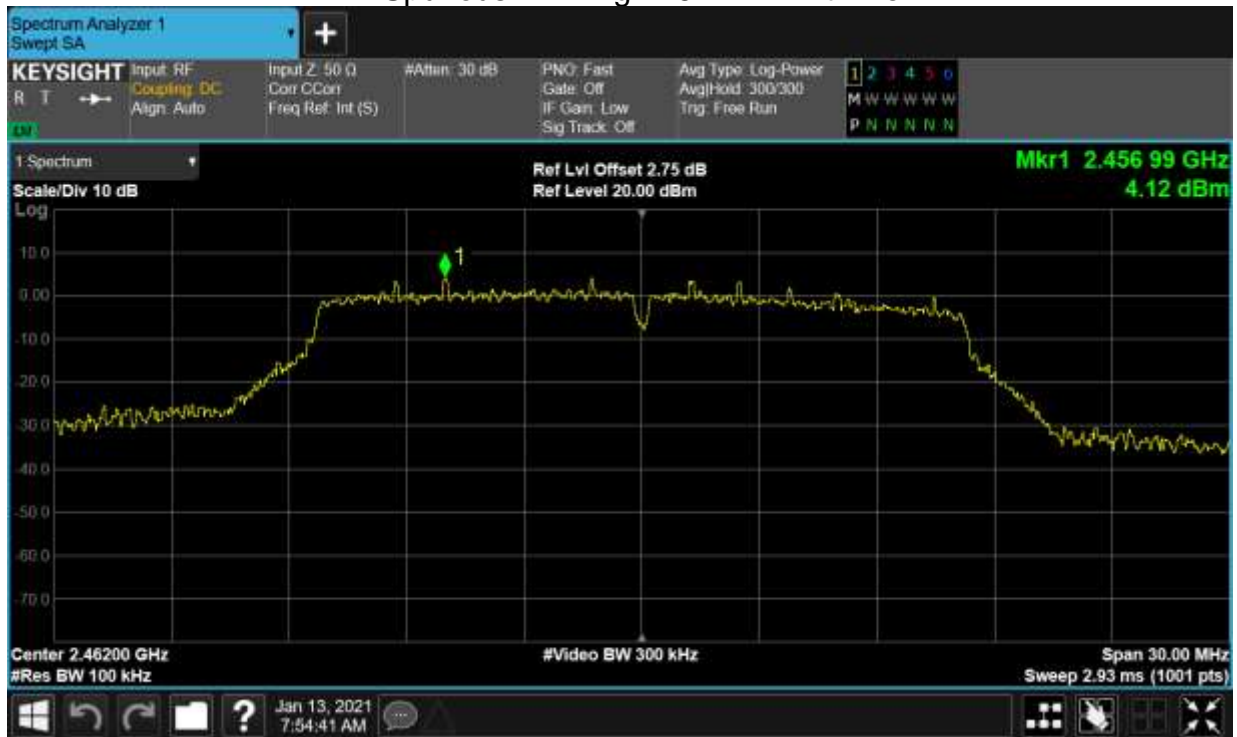 Spectrum Analyzer 1
Swept SA
KEYSIGHT
R T
Input: RF
Coupling: DC
Align: Auto
Input Z: 50 Ω
Corr CCorr
Freq Ref: Int (S)
#Atten: 30 dB
PNO: Fast
Gate: Off
IF Gain: Low
Sig Track: Off
Avg Type: Log-Power
Avg|Hold: 300/300
Trig: Free Run
1 2 3 4 5 6
M W W W W W
P N N N N N
1 Spectrum
Scale/Div 10 dB
Log
Ref Lvl Offset 2.75 dB
Ref Level 20.00 dBm
Mkr1 2.456 99 GHz
4.12 dBm
1
10.0
0.00
-10.0
-20.0
-30.0
-40.0
-50.0
-60.0
-70.0
Center 2.46200 GHz
#Res BW 100 kHz
#Video BW 300 kHz
Span 30.00 MHz
Sweep 2.93 ms (1001 pts)
?
Jan 13, 2021
7:54:41 AM